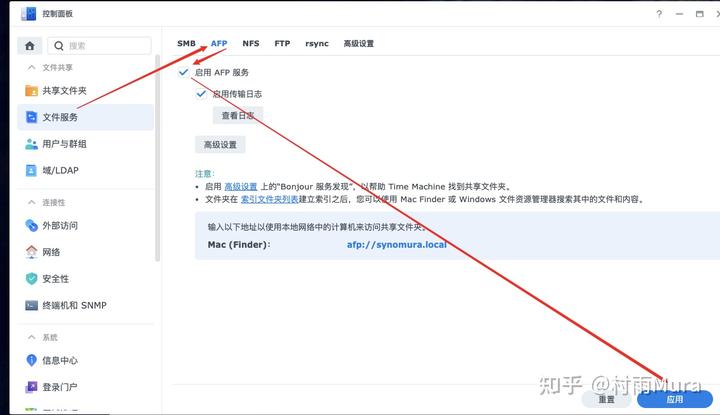 控制面板
搜索
SMB AFP NFS FTP rsync 高级设置
文件共享
共享文件夹
文件服务
用户与群组
域/LDAP
连接性
外部访问
网络
安全性
终端机和 SNMP
系统
信息中心
登录门户
启用 AFP 服务
启用传输日志
查看日志
高级设置
注意:
• 启用 高级设置 上的“Bonjour 服务发现”，以帮助 Time Machine 找到共享文件夹。
• 文件夹在 索引文件夹列表建立索引之后，您可以使用 Mac Finder 或 Windows 文件资源管理器搜索其中的文件和内容。
输入以下地址以使用本地网络中的计算机来访问共享文件夹。
Mac (Finder): afp://synomura.local
知乎 @村雨Mura
重置 应用